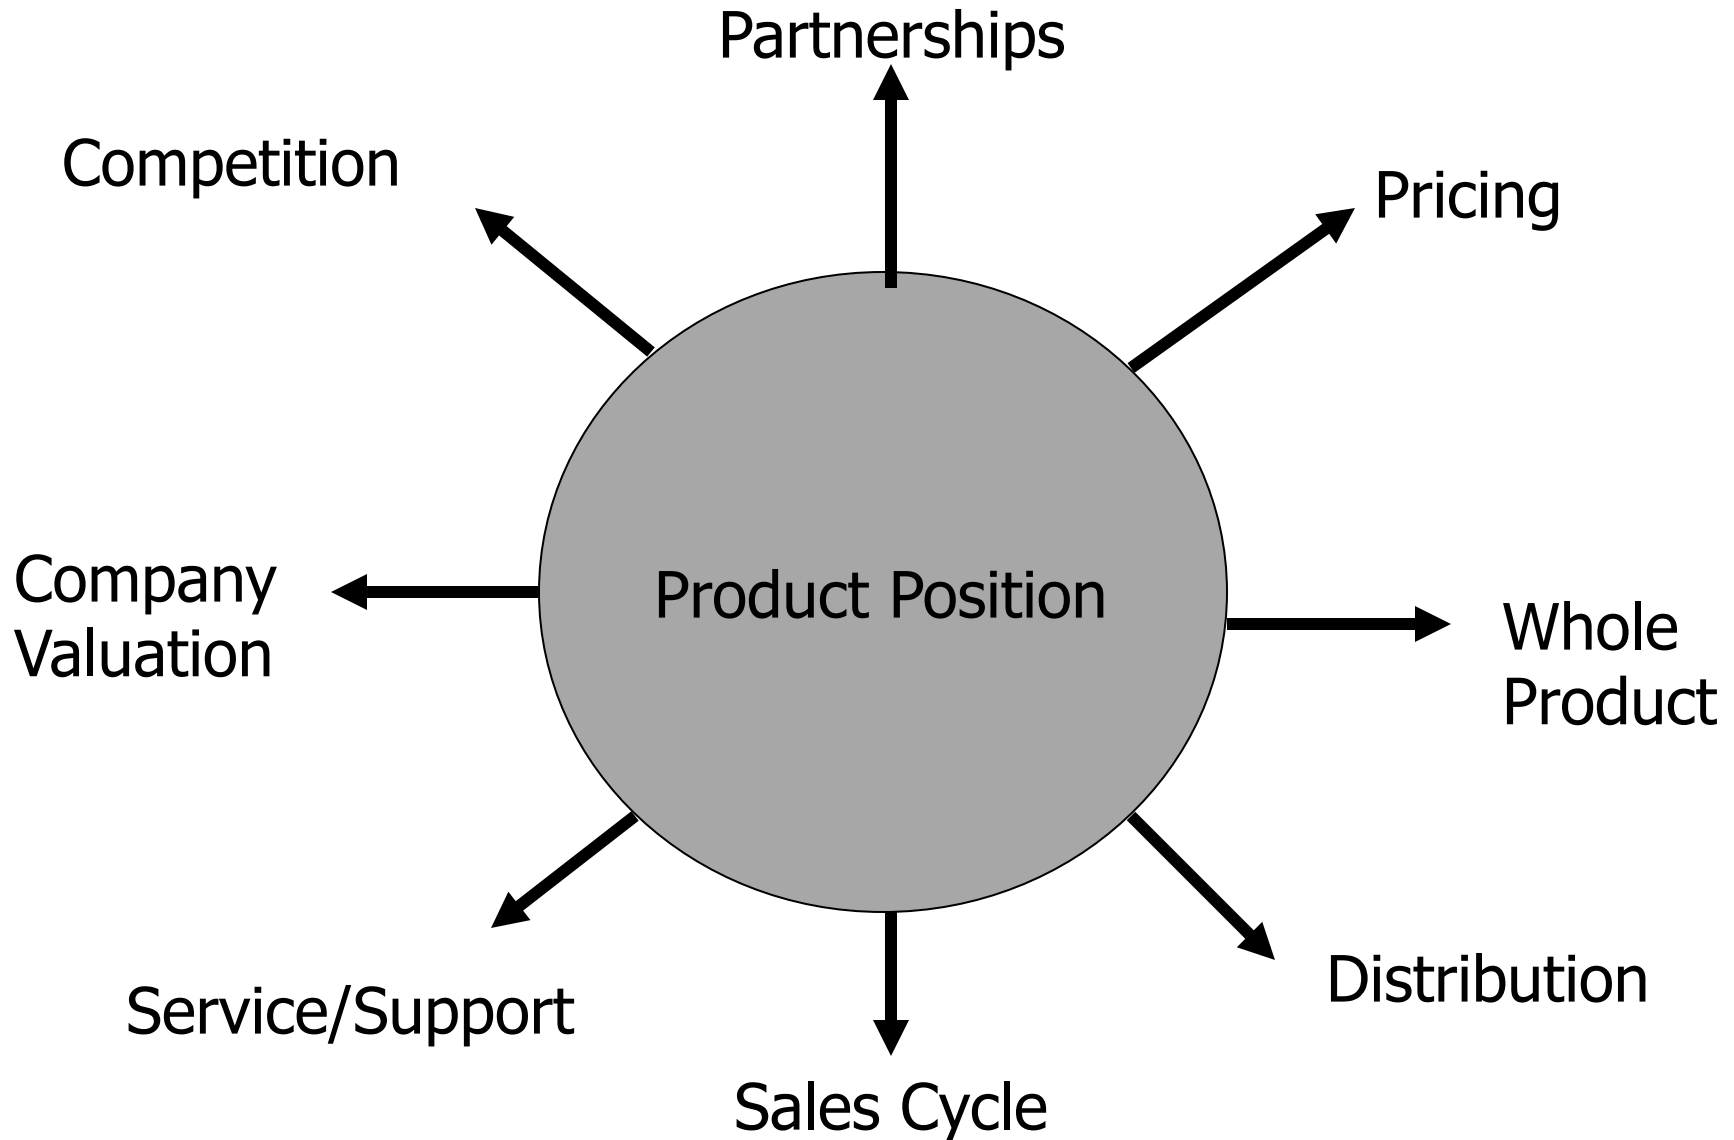 Partnerships
Competition
Pricing
Company
Valuation
Product Position
Whole
Product
Service/Support
Distribution
Sales Cycle